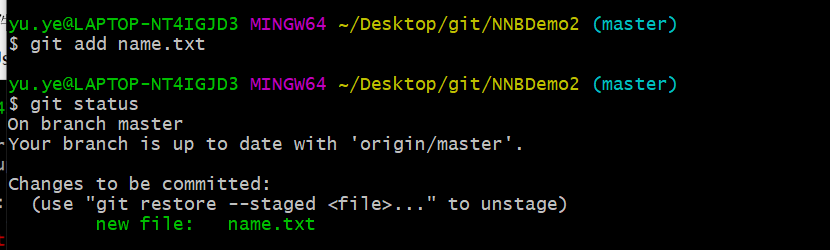 yu.ye@LAPTOP-NT4IGJD3 MINGW64 ~/Desktop/git/NNBDemo2 (master)
$ git add name.txt
yu.ye@LAPTOP-NT4IGJD3 MINGW64 ~/Desktop/git/NNBDemo2 (master)
$ git status
On branch master
Your branch is up to date with 'origin/master'.
Changes to be committed:
  (use "git restore --staged <file>..." to unstage)
        new file:   name.txt